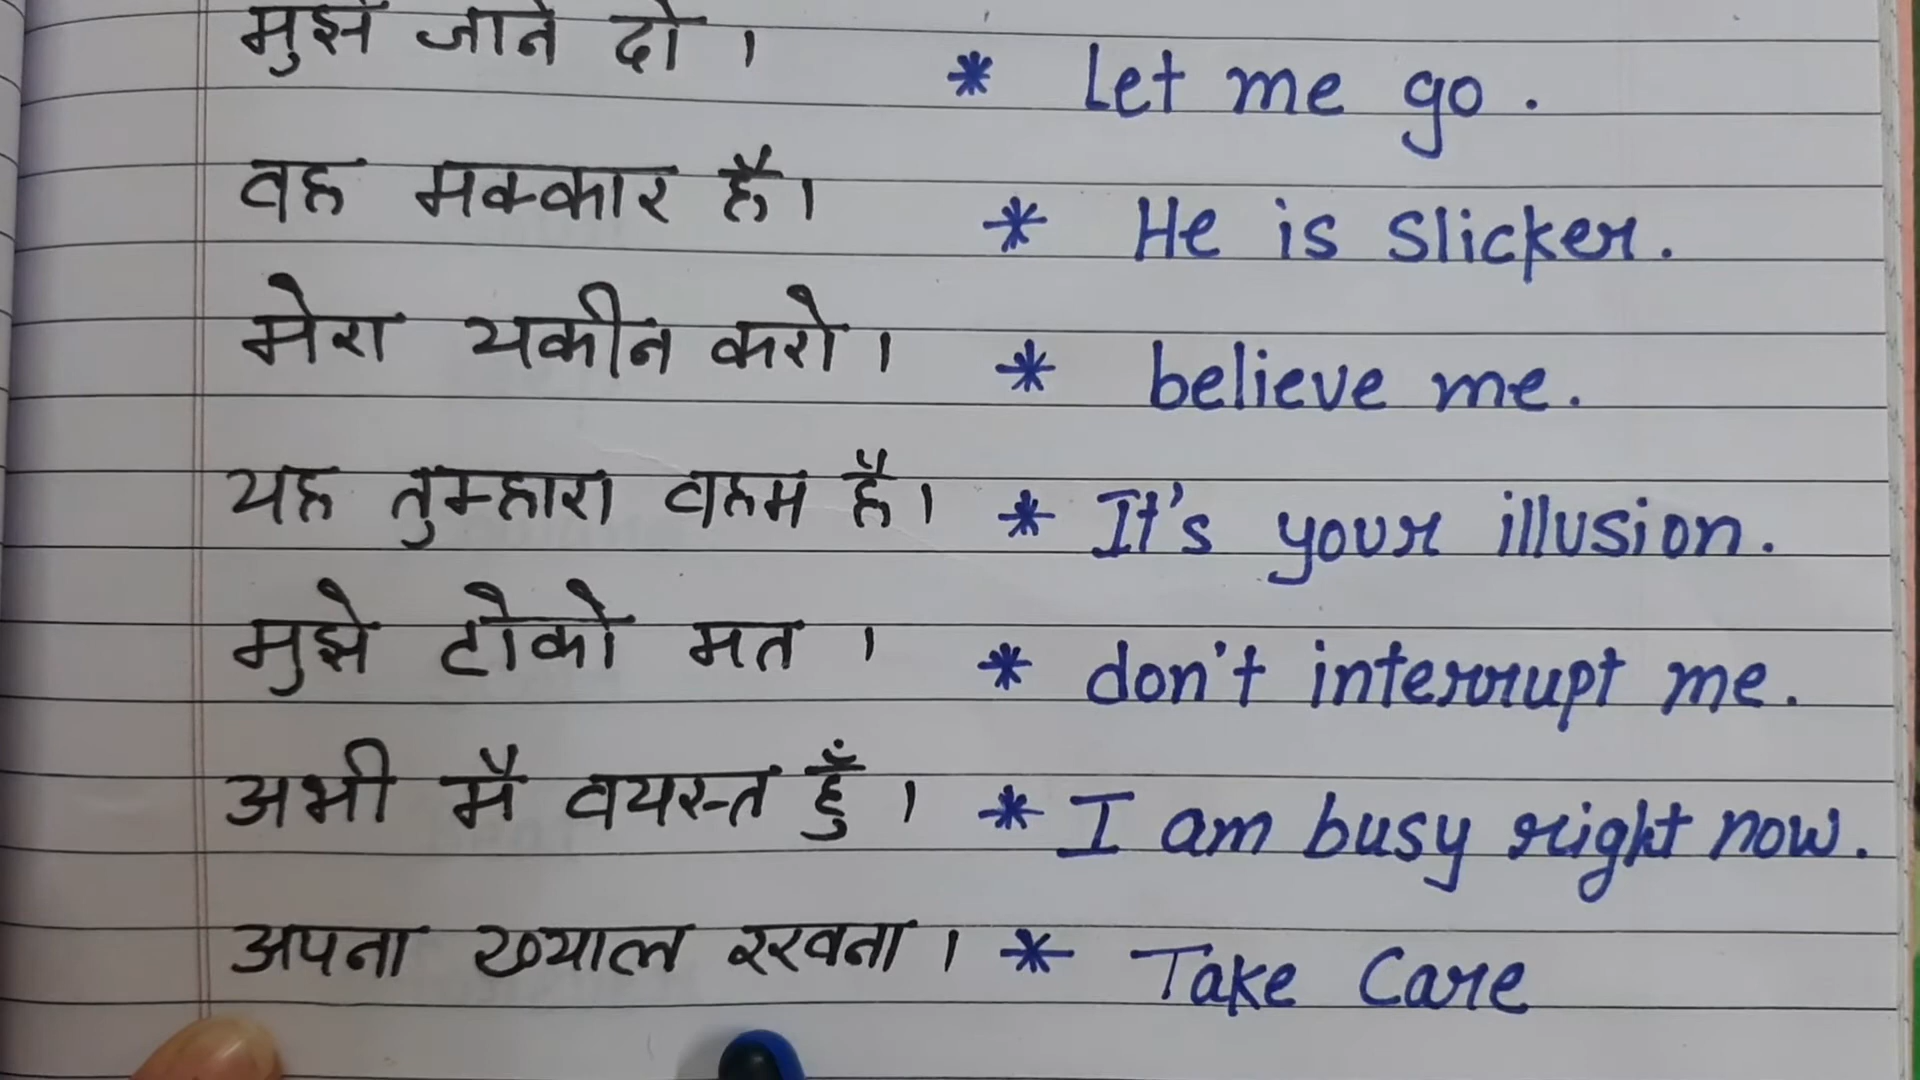 मुझे जाने दो । * Let me go .
वह मक्कार है। * He is Slicker.
मेरा यकीन करो । * believe me.
यह तुम्हारा वहम है। * It's your illusion.
मुझे टोको मत । * don't interrupt me.
अभी मै वयस्त हुँ । * I am busy right now.
अपना ख्याल रखना । * Take Care